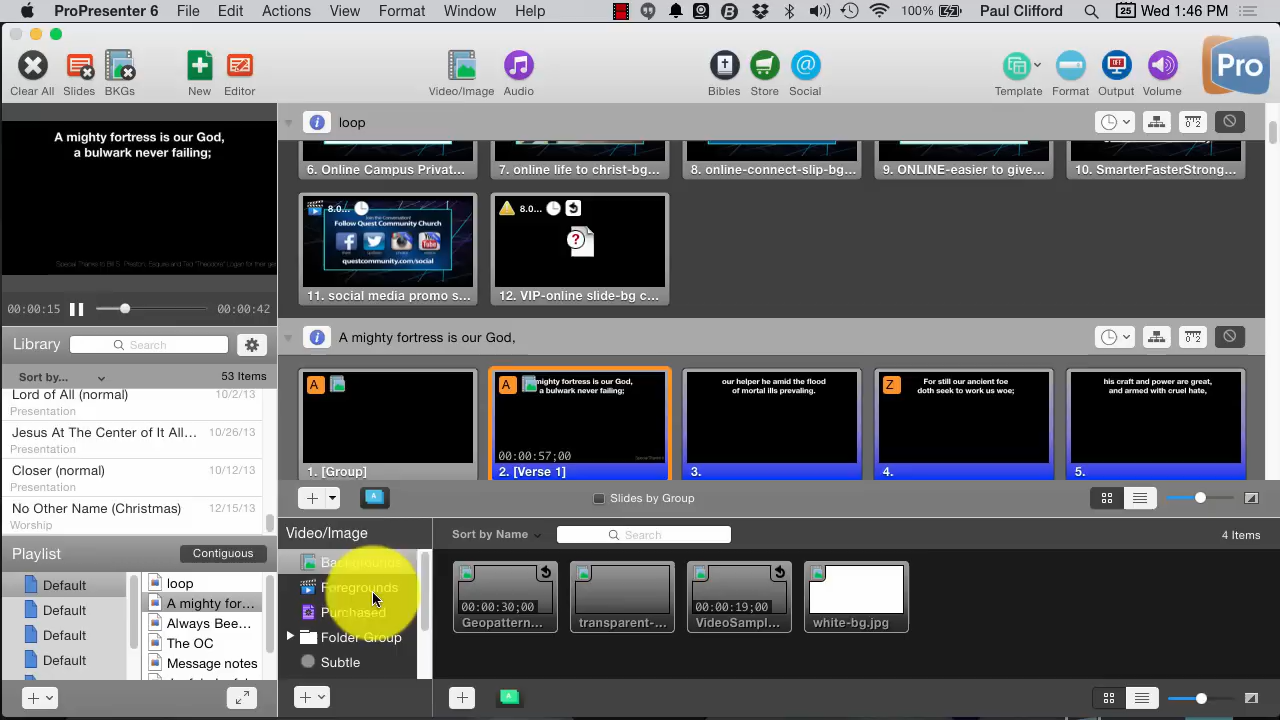 ProPresenter 6 File Edit Actions View Format Window Help 100% Paul Clifford 25 Wed 1:46 PM
Clear All Slides BKGs New Editor Video/Image Audio Bibles Store Social Template Format Output Volume
Pro
OFF
A mighty fortress is our God,
a bulwark never failing;
00:00:15 00:00:42
Library Search
Sort by... 53 Items
Lord of All (normal) 10/2/13
Presentation
Jesus At The Center of It All... 10/26/13
Presentation
Closer (normal) 10/12/13
Presentation
No Other Name (Christmas) 12/15/13
Worship
Playlist Contiguous
Default
Default
Default
Default
loop
A mighty for...
Always Bee...
The OC
Message notes
loop
6. Online Campus Privat... 7. online life to christ-bg... 8. online-connect-slip-bg... 9. ONLINE-easier to give... 10. SmarterFasterStrong...
8.0...
Join the Conversation!
Follow Quest Community Church
questcommunity.com/social
11. social media promo s...
8.0...
?
12. VIP-online slide-bg c...
A mighty fortress is our God,
A
1. [Group]
A mighty fortress is our God,
a bulwark never failing;
00:00:57;00
2. [Verse 1]
our helper he amid the flood
of mortal ills prevailing.
3.
Z For still our ancient foe
doth seek to work us woe;
4.
his craft and power are great,
and armed with cruel hate,
5.
Slides by Group
Video/Image
Backgrounds
Foregrounds
Purchased
Folder Group
Subtle
Sort by Name Search 4 Items
00:00:30;00
Geopattern...
transparent-...
00:00:19;00
VideoSampl...
white-bg.jpg